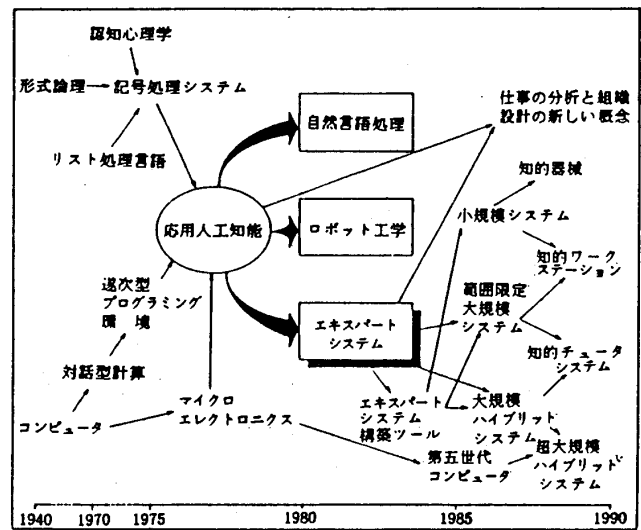 認知心理学
形式論理
記号処理システム
リスト処理言語
応用人工知能
自然言語処理
ロボット工学
エキスパート
システム
仕事の分析と組織
設計の新しい概念
知的器械
小規模システム
知的ワーク
ステーション
範囲限定
大規模
システム
知的チュータ
システム
逐次型
プログラミング
環境
対話型計算
コンピュータ
マイクロ
エレクトロニクス
エキスパート
システム
構築ツール
大規模
ハイブリッド
システム
第五世代
コンピュータ
超大規模
ハイブリッド
システム
1940 1970 1975 1980 1985 1990